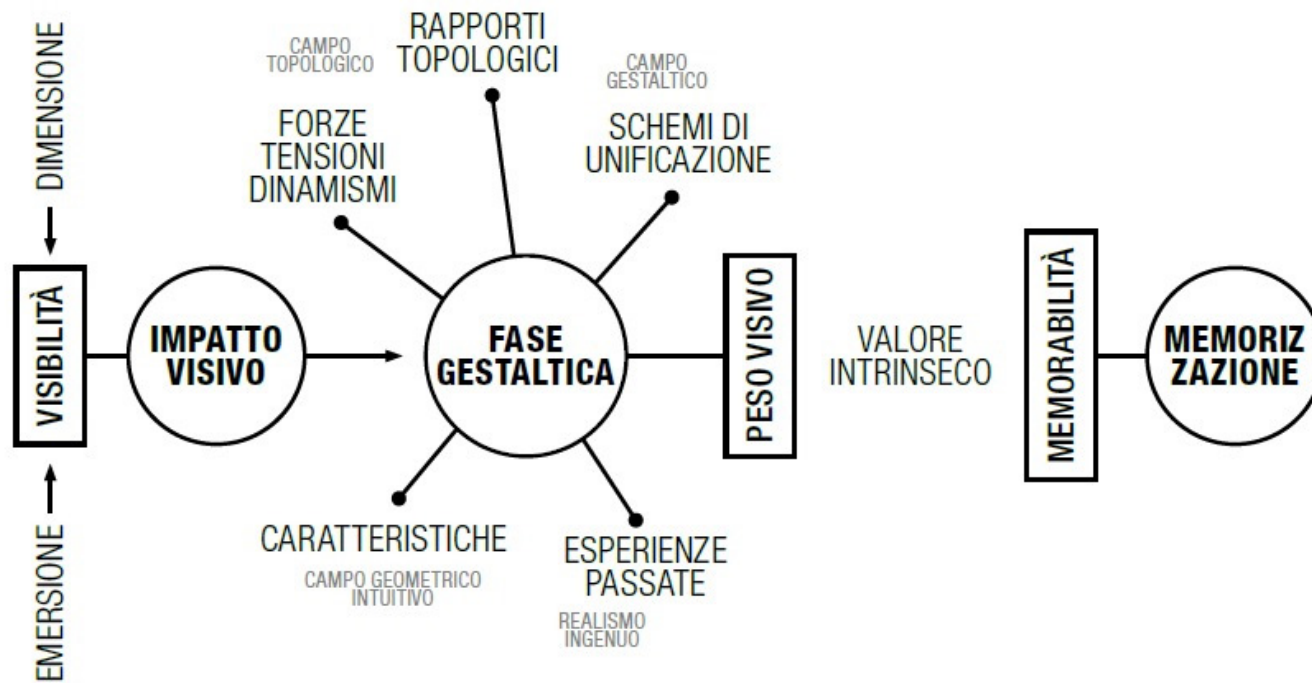 DIMENSIONE
VISIBILITÀ
EMERSIONE
IMPATTO
VISIVO
CAMPO
TOPOLOGICO
RAPPORTI
TOPOLOGICI
CAMPO
GESTALTICO
FORZE
TENSIONI
DINAMISMI
SCHEMI DI
UNIFICAZIONE
FASE
GESTALTICA
CARATTERISTICHE
CAMPO GEOMETRICO
INTUITIVO
ESPERIENZE
PASSATE
REALISMO
INGENUO
PESO VISIVO
VALORE
INTRINSECO
MEMORABILITÀ
MEMORIZ
ZAZIONE